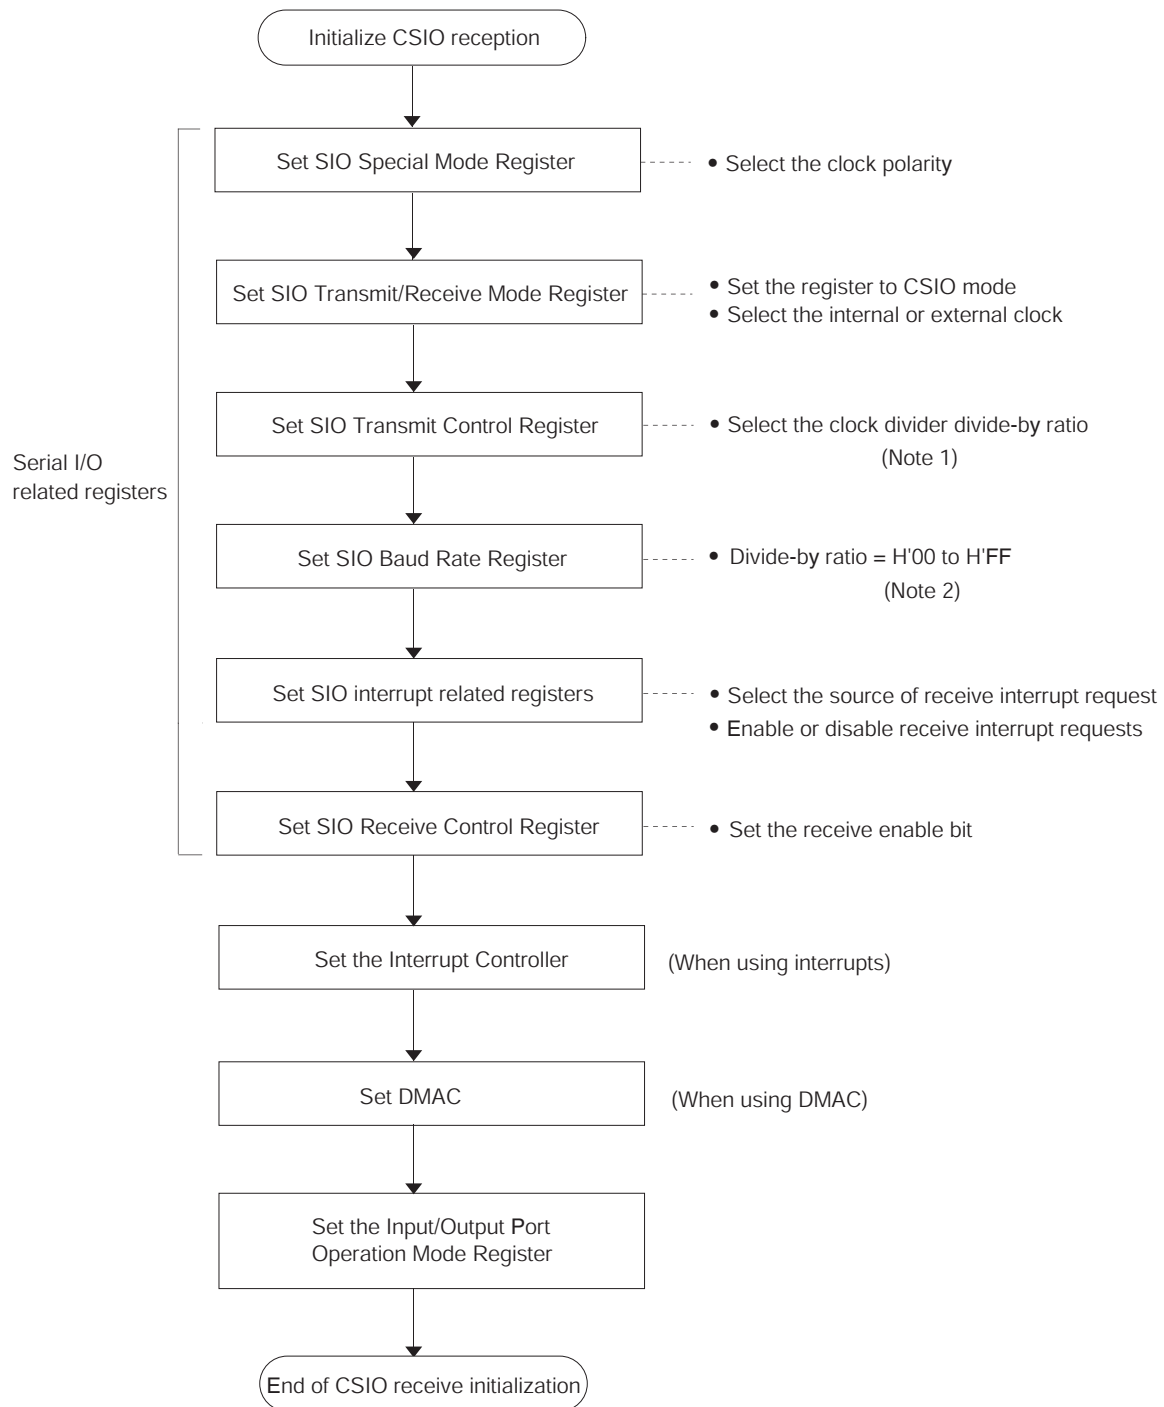 Initialize CSIO reception
Set SIO Special Mode Register
• Select the clock polarity
Set SIO Transmit/Receive Mode Register
• Set the register to CSIO mode
• Select the internal or external clock
Set SIO Transmit Control Register
• Select the clock divider divide-by ratio
(Note 1)
Serial I/O
related registers
Set SIO Baud Rate Register
• Divide-by ratio = H'00 to H'FF
(Note 2)
Set SIO interrupt related registers
• Select the source of receive interrupt request
• Enable or disable receive interrupt requests
Set SIO Receive Control Register
• Set the receive enable bit
Set the Interrupt Controller
(When using interrupts)
Set DMAC
(When using DMAC)
Set the Input/Output Port
Operation Mode Register
End of CSIO receive initialization